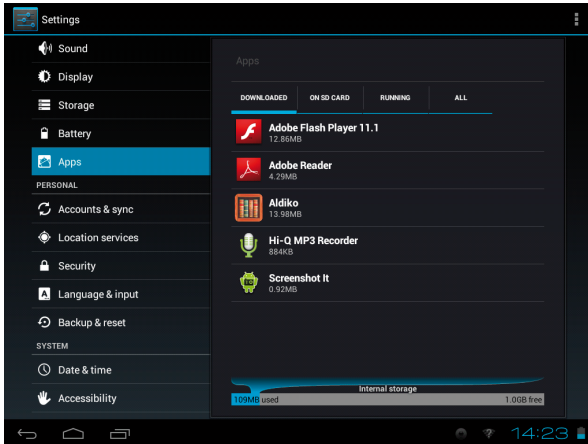 Settings
Sound
Display
Storage
Battery
Apps
PERSONAL
Accounts & sync
Location services
Security
Language & input
Backup & reset
SYSTEM
Date & time
Accessibility
Apps
DOWNLOADED ON SD CARD RUNNING ALL
Adobe Flash Player 11.1
12.86MB
Adobe Reader
4.29MB
Aldiko
13.98MB
Hi-Q MP3 Recorder
884KB
Screenshot It
0.92MB
Internal storage
109MB used 1.0GB free
14:23